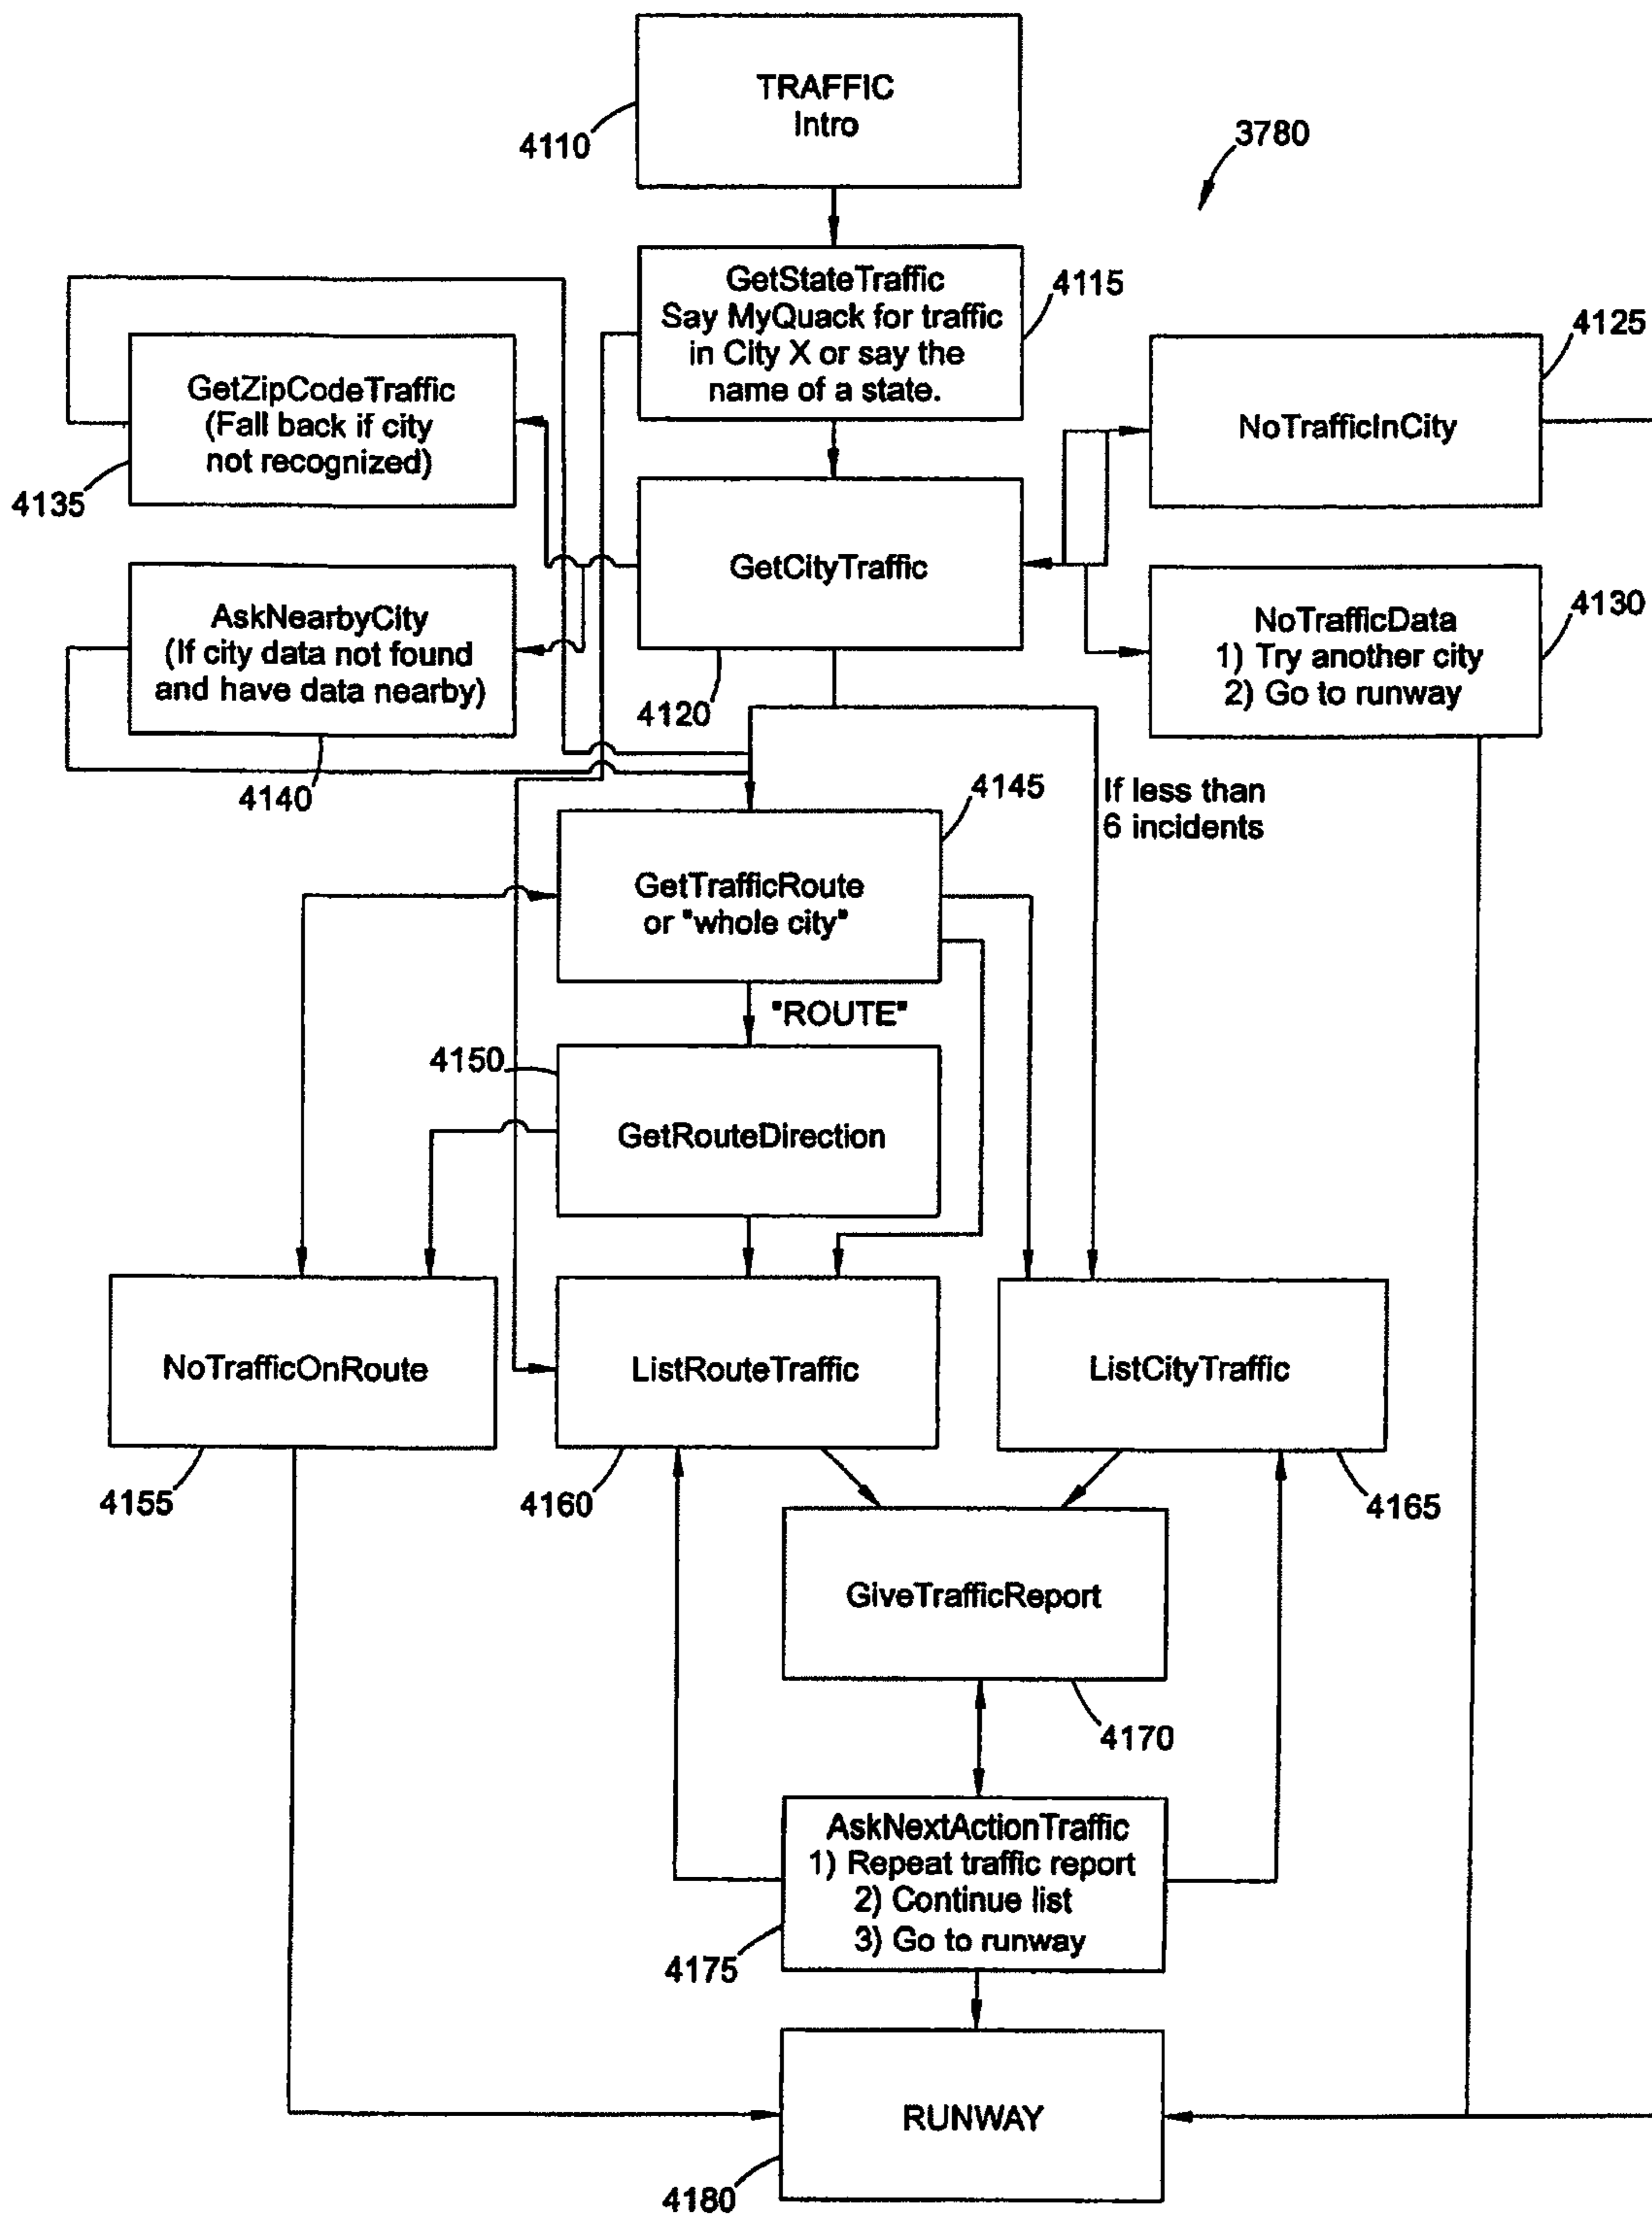 TRAFFIC
Intro
4110
3780
GetStateTraffic
Say MyQuack for traffic
in City X or say the
name of a state.
4115
4125
GetZipCodeTraffic
(Fall back if city
not recognized)
4135
NoTrafficInCity
GetCityTraffic
4120
AskNearbyCity
(If city data not found
and have data nearby)
4140
NoTrafficData
1) Try another city
2) Go to runway
4130
If less than
6 incidents
4145
GetTrafficRoute
or "whole city"
"ROUTE"
4150
GetRouteDirection
NoTrafficOnRoute
4155
ListRouteTraffic
4160
ListCityTraffic
4165
GiveTrafficReport
4170
AskNextActionTraffic
1) Repeat traffic report
2) Continue list
3) Go to runway
4175
RUNWAY
4180